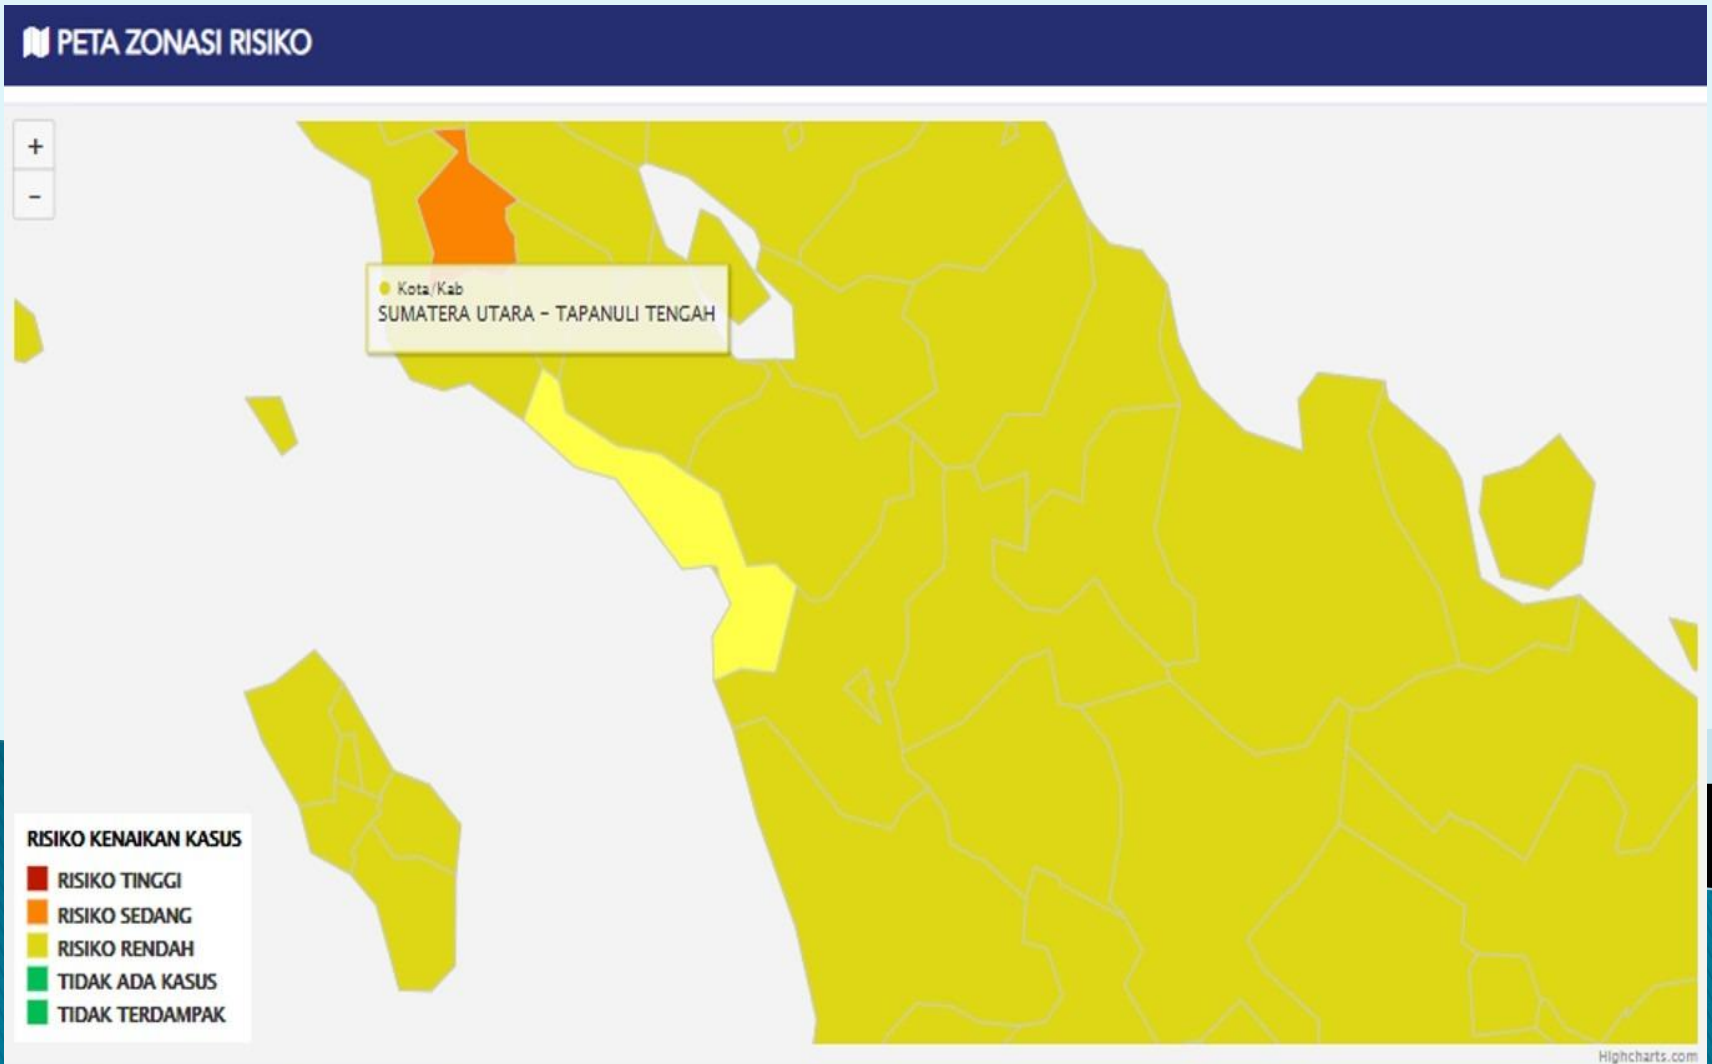 PETA ZONASI RISIKO
+
-
Kota/Kab
SUMATERA UTARA - TAPANULI TENGAH
RISIKO KENAIKAN KASUS
RISIKO TINGGI
RISIKO SEDANG
RISIKO RENDAH
TIDAK ADA KASUS
TIDAK TERDAMPAK
Highcharts.com